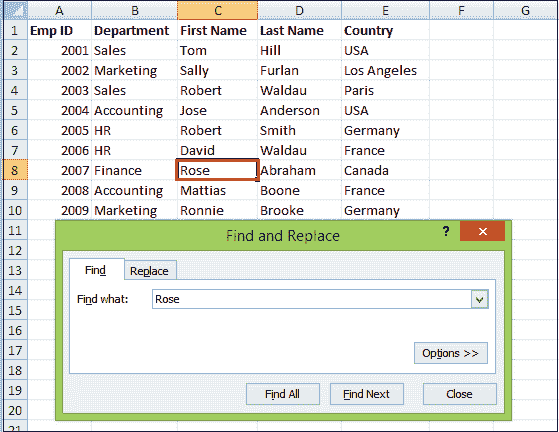 A B C D E F G
1 Emp ID Department First Name Last Name Country
2 2001 Sales Tom Hill USA
3 2002 Marketing Sally Furlan Los Angeles
4 2003 Sales Robert Waldau Paris
5 2004 Accounting Jose Anderson USA
6 2005 HR Robert Smith Germany
7 2006 HR David Waldau France
8 2007 Finance Rose Abraham Canada
9 2008 Accounting Mattias Boone France
10 2009 Marketing Ronnie Brooke Germany
11
12 Find and Replace ? ×
13
14 Find Replace
15 Find what: Rose
16
17 Options >>
18
19 Find All Find Next Close
20
21